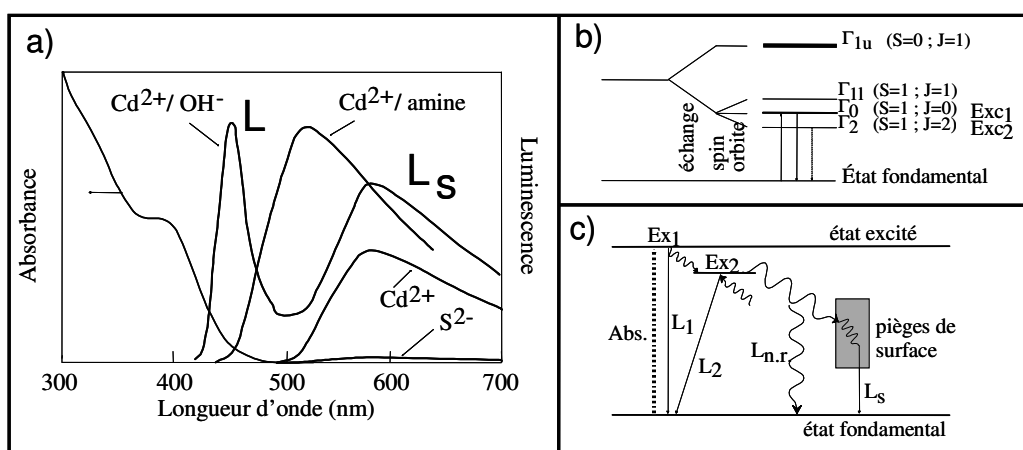 a)
Cd2+/ OH-
L
Cd2+/ amine
Ls
Cd2+
S2-
Absorbance
Luminescence
300
400
500
600
700
Longueur d’onde (nm)
b)
Γ1u (S=0 ; J=1)
Γ1l (S=1 ; J=1)
Γ0 (S=1 ; J=0) Exc1
Γ2 (S=1 ; J=2) Exc2
échange
spin
orbite
État fondamental
c)
Ex1
état excité
Ex2
Abs.
L1
L2
Ln.r.
pièges de
surface
Ls
état fondamental